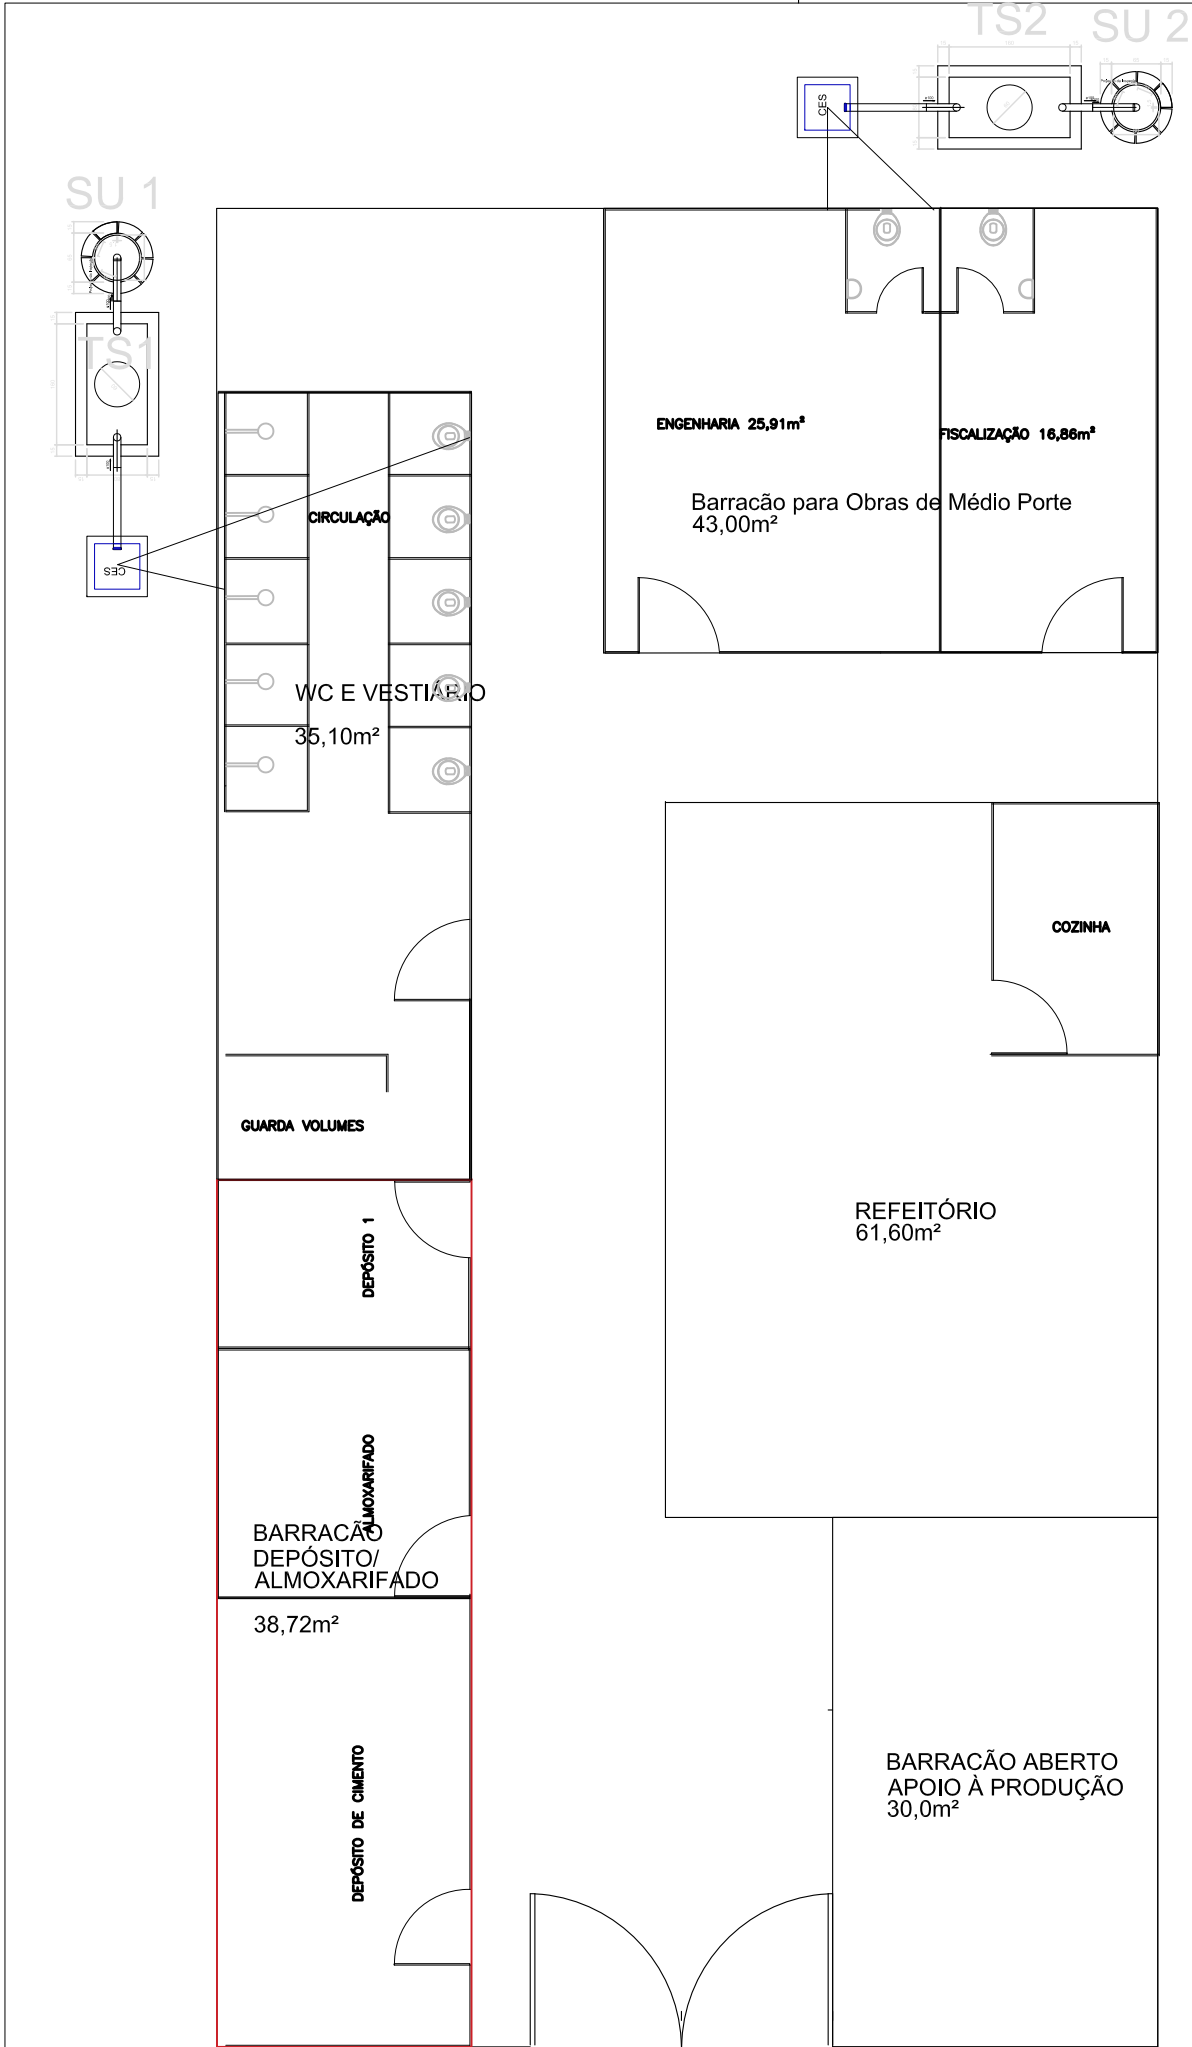 TS2
SU 2
CES
SU 1
TS1
CES
ENGENHARIA 25,91m²
FISCALIZAÇÃO 16,86m²
Barracão para Obras de Médio Porte
43,00m²
CIRCULAÇÃO
WC E VESTIÁRIO
35,10m²
COZINHA
GUARDA VOLUMES
DEPÓSITO 1
REFEITÓRIO
61,60m²
ALMOXARIFADO
BARRACÃO
DEPÓSITO/
ALMOXARIFADO
38,72m²
DEPÓSITO DE CIMENTO
BARRACÃO ABERTO
APOIO À PRODUÇÃO
30,0m²